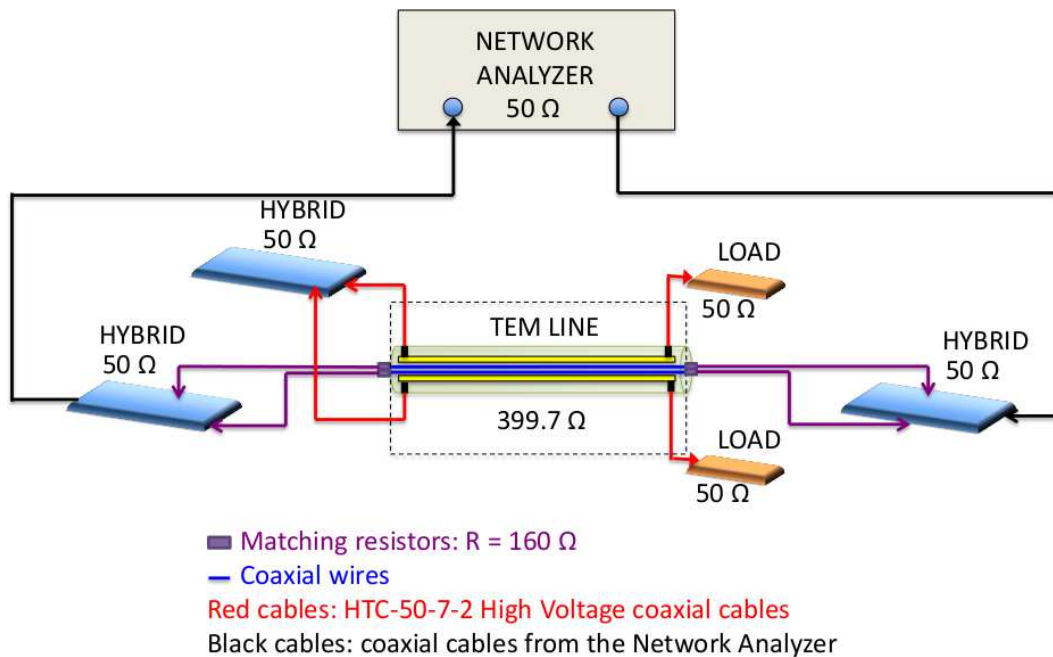 NETWORK
ANALYZER
50 Ω
HYBRID
50 Ω
LOAD
50 Ω
TEM LINE
HYBRID
50 Ω
HYBRID
50 Ω
399.7 Ω
LOAD
50 Ω
Matching resistors: R = 160 Ω
Coaxial wires
Red cables: HTC-50-7-2 High Voltage coaxial cables
Black cables: coaxial cables from the Network Analyzer